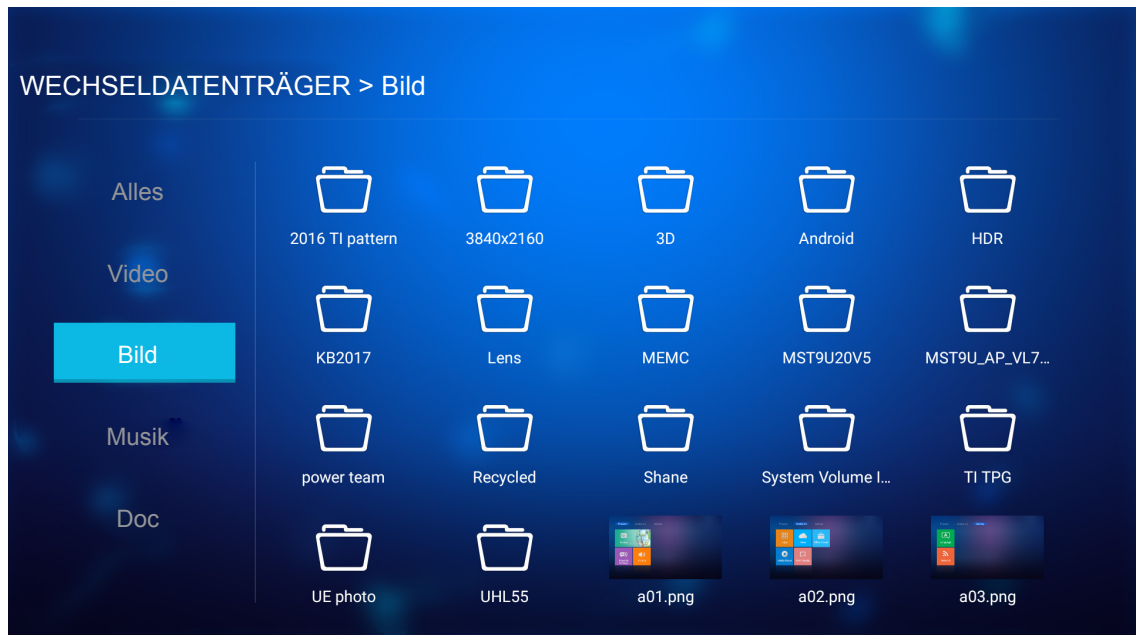 WECHSELDATENTRÄGER > Bild
Alles
Video
Bild
Musik
Doc
2016 TI pattern
3840x2160
3D
Android
HDR
KB2017
Lens
MEMC
MST9U20V5
MST9U_AP_VL7...
power team
Recycled
Shane
System Volume I...
TI TPG
UE photo
UHL55
a01.png
a02.png
a03.png